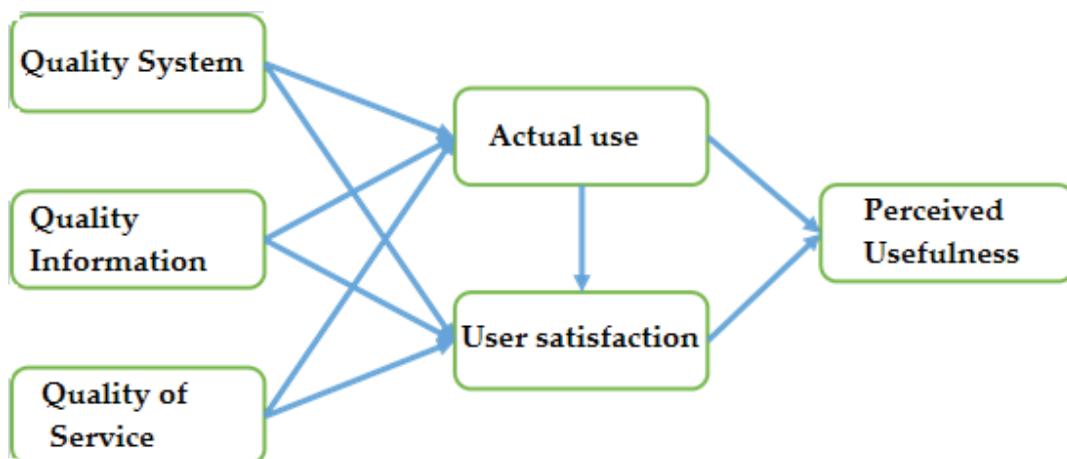 Quality System
Quality
Information
Quality of
Service
Actual use
User satisfaction
Perceived
Usefulness